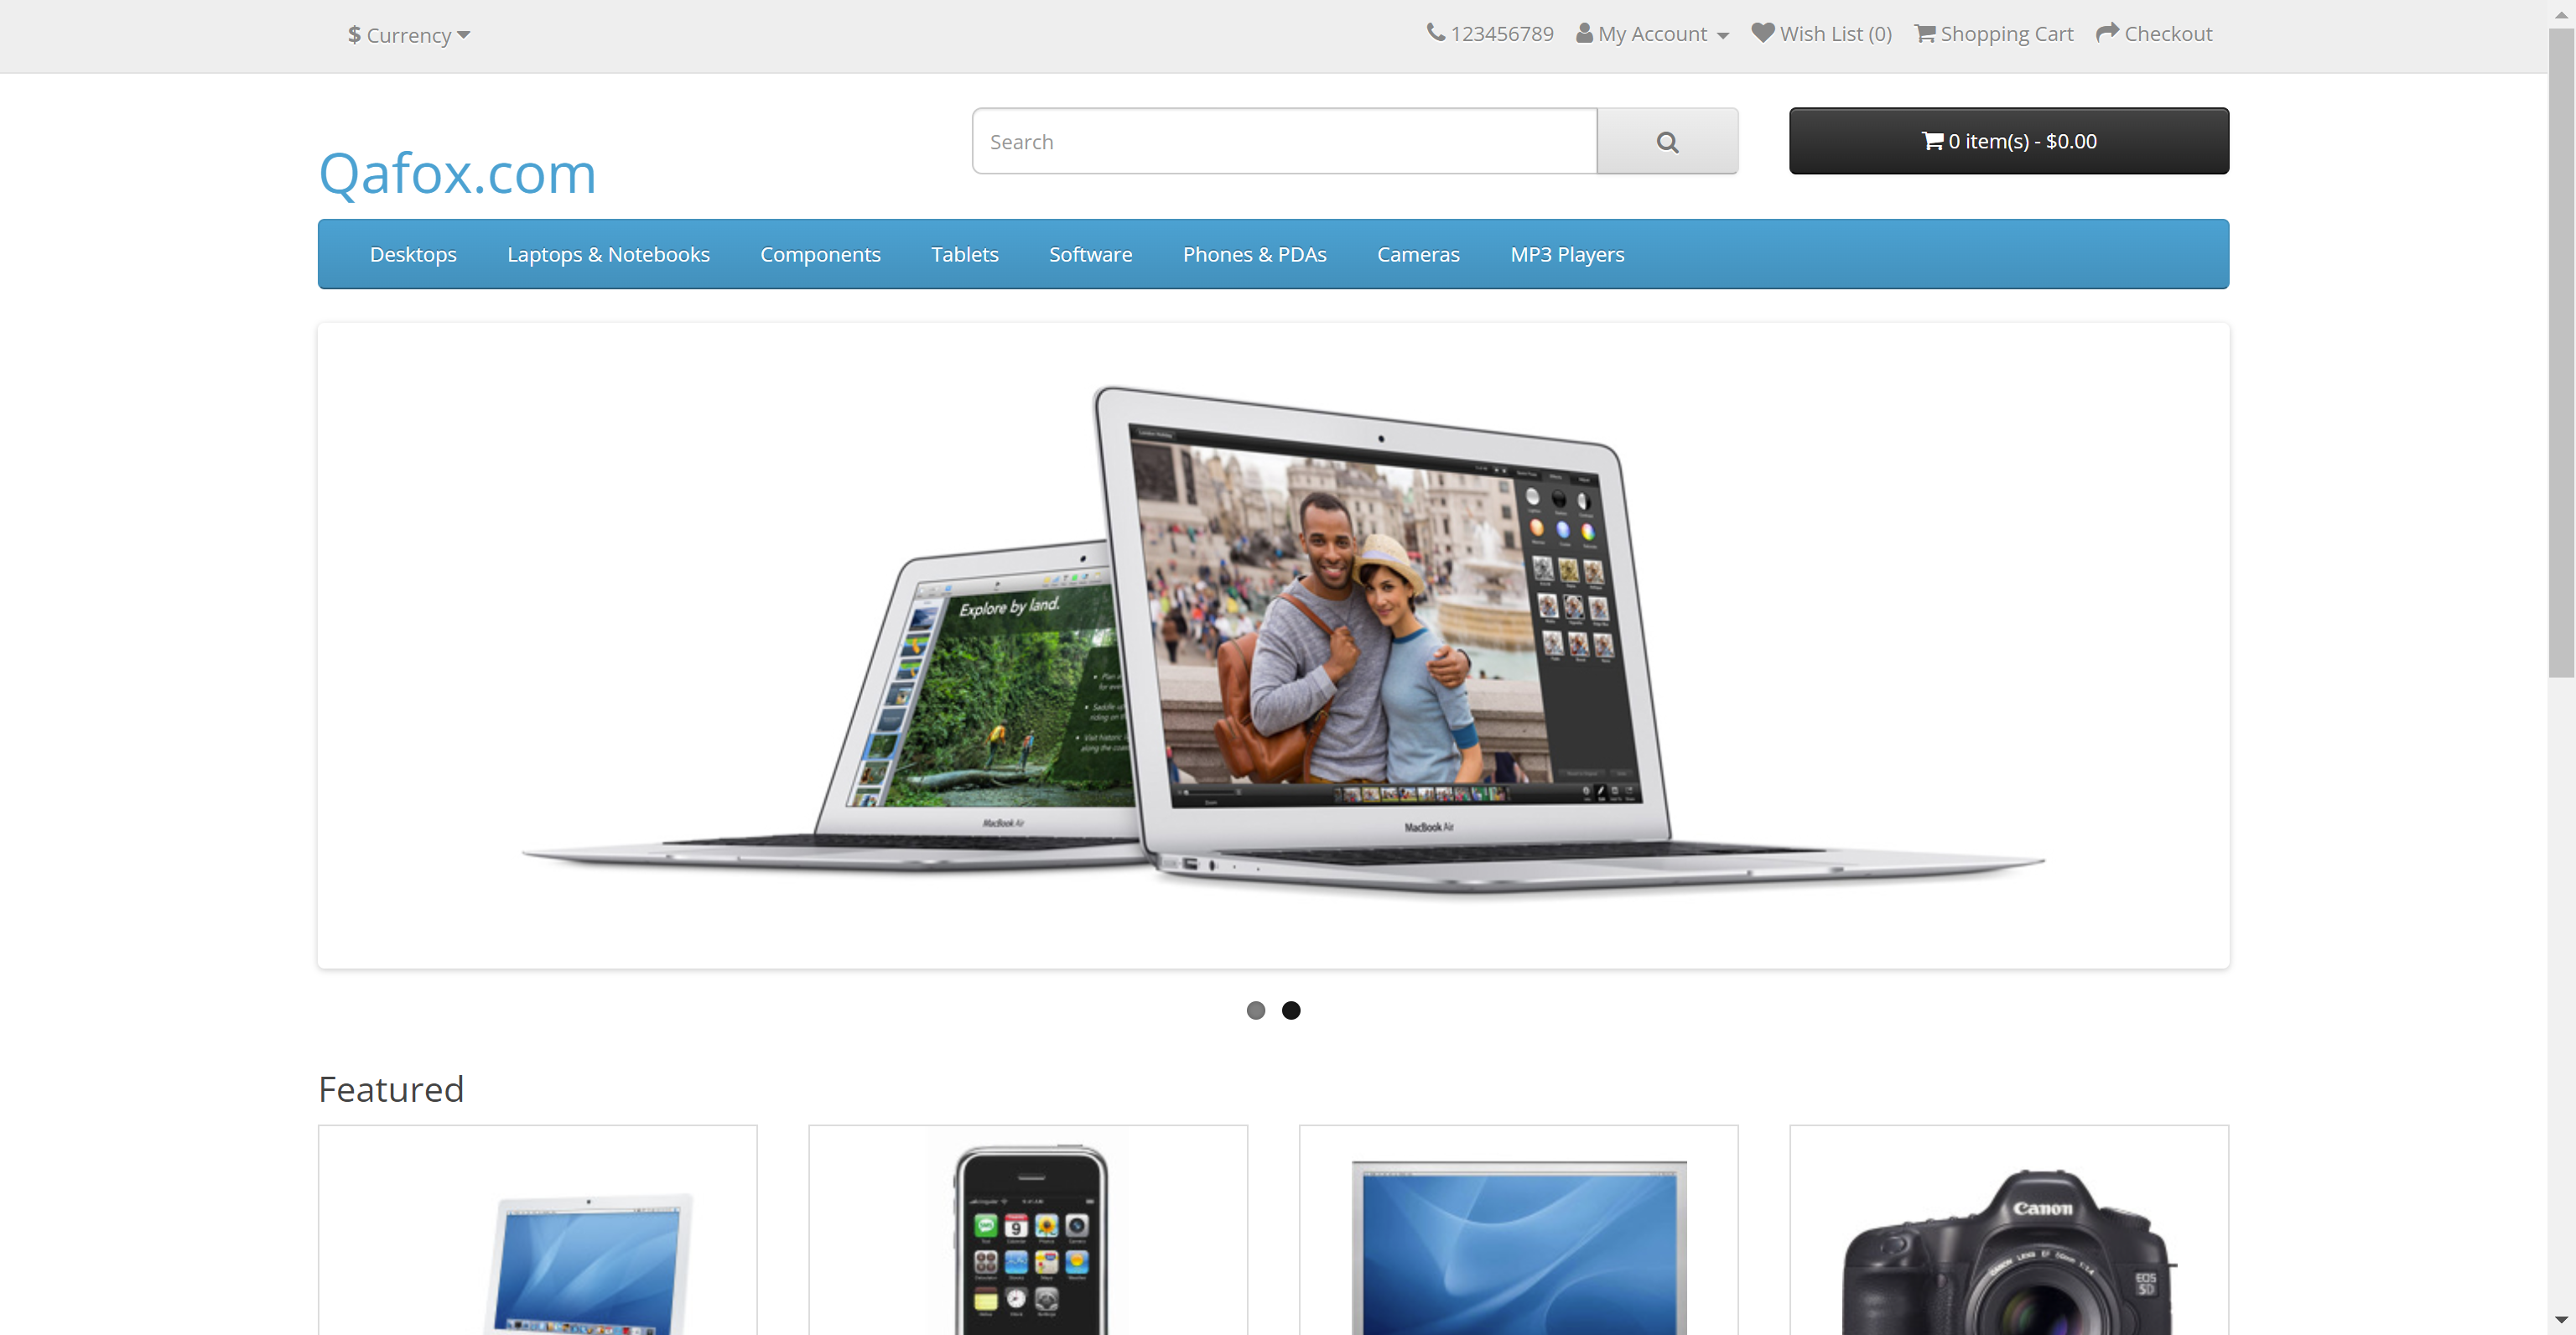 $ Currency
123456789 My Account Wish List (0) Shopping Cart Checkout
Search
0 item(s) - $0.00
Qafox.com
Desktops Laptops & Notebooks Components Tablets Software Phones & PDAs Cameras MP3 Players
Explore by land.
MacBook Air
MacBook Air
Featured
Canon
EOS
5D